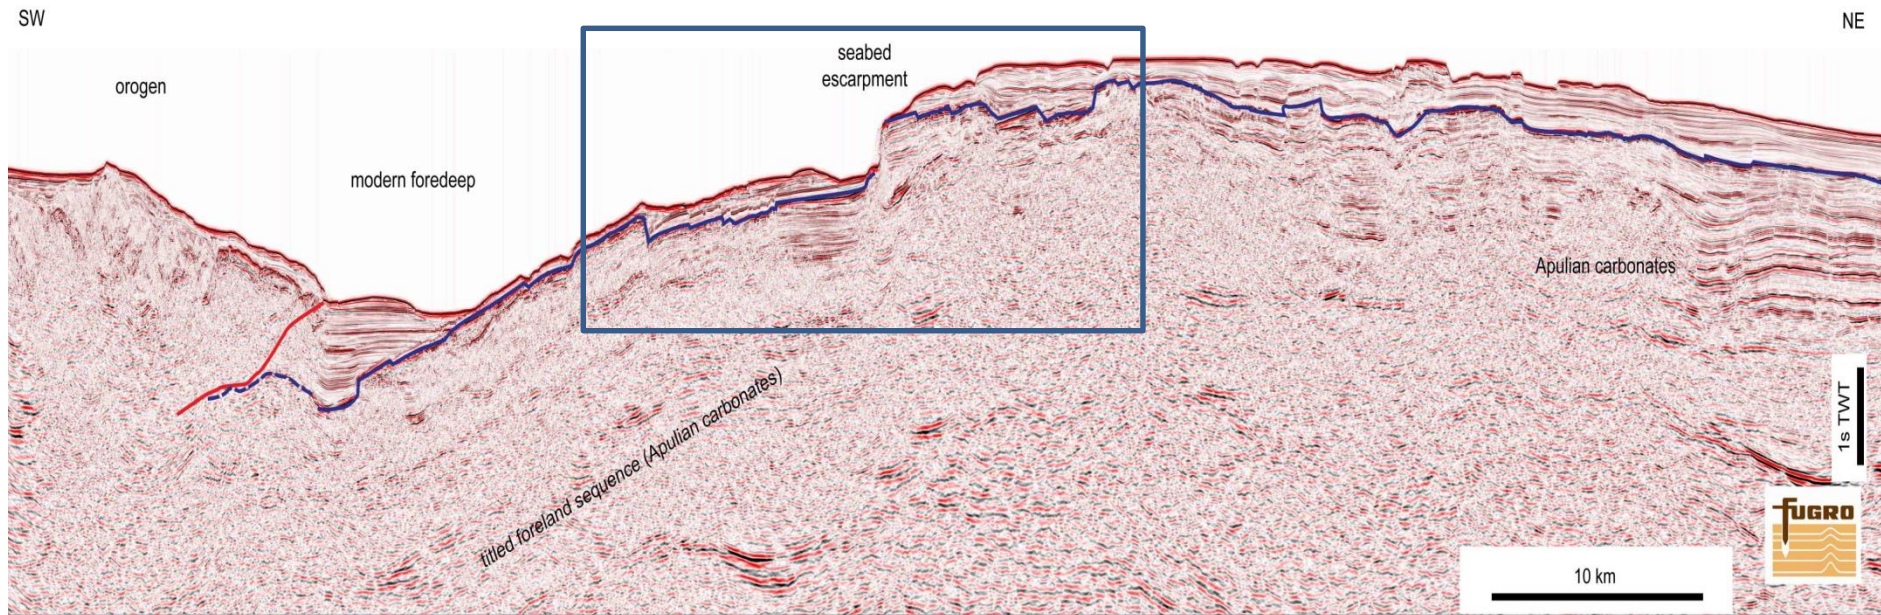 SW
NE
seabed
escarpment
orogen
modern foredeep
Apulian carbonates
titled foreland sequence (Apulian carbonates)
1s TWT
fUGRO
10 km